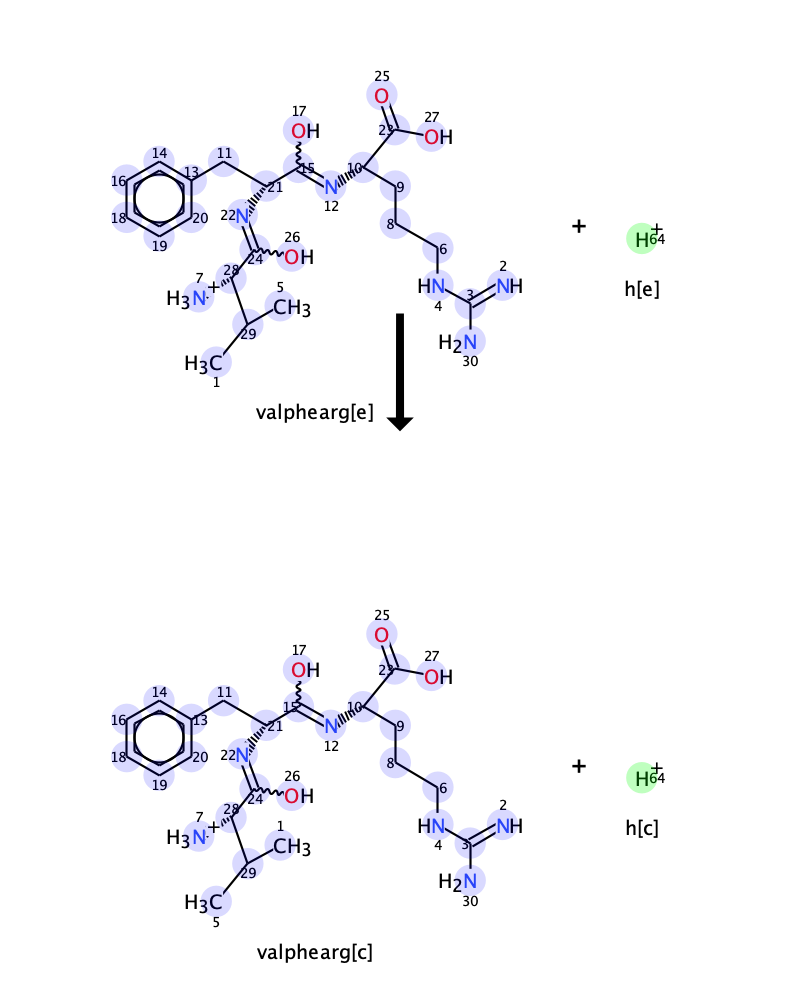 25
O
17 27
OH 23 OH
14 11 15 10
16 13 21 N 9
12
18 20 22 N 8
19 26
24 OH 6
28 2
7 5 HN 3 NH
H₃N + CH₃ 4
29 H₂N
H₃C 30
1
+ H+ 64
h[e]
valphearg[e]
25
O
17 27
OH 23 OH
14 11 15 10
16 13 21 N 9
12
18 20 22 N 8
19 26
24 OH 6
28 2
7 1 HN 3 NH
H₃N + CH₃ 4
29 H₂N
H₃C 30
5
+ H+ 64
h[c]
valphearg[c]